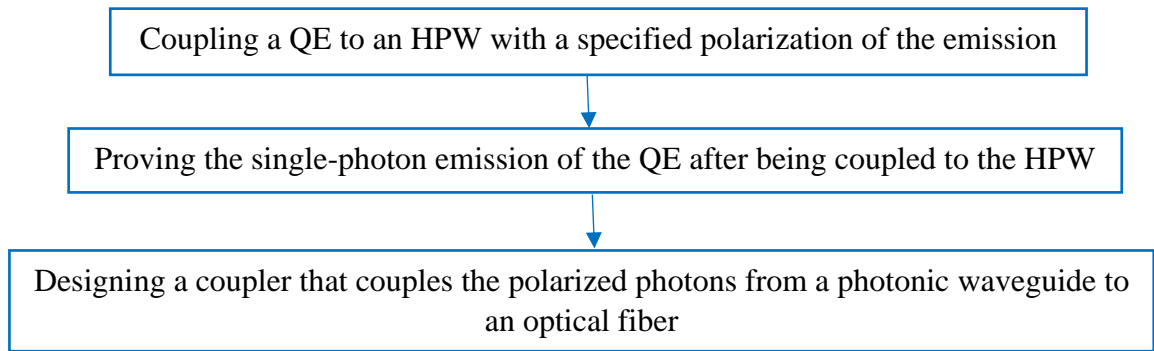 Coupling a QE to an HPW with a specified polarization of the emission
Proving the single-photon emission of the QE after being coupled to the HPW
Designing a coupler that couples the polarized photons from a photonic waveguide to
an optical fiber